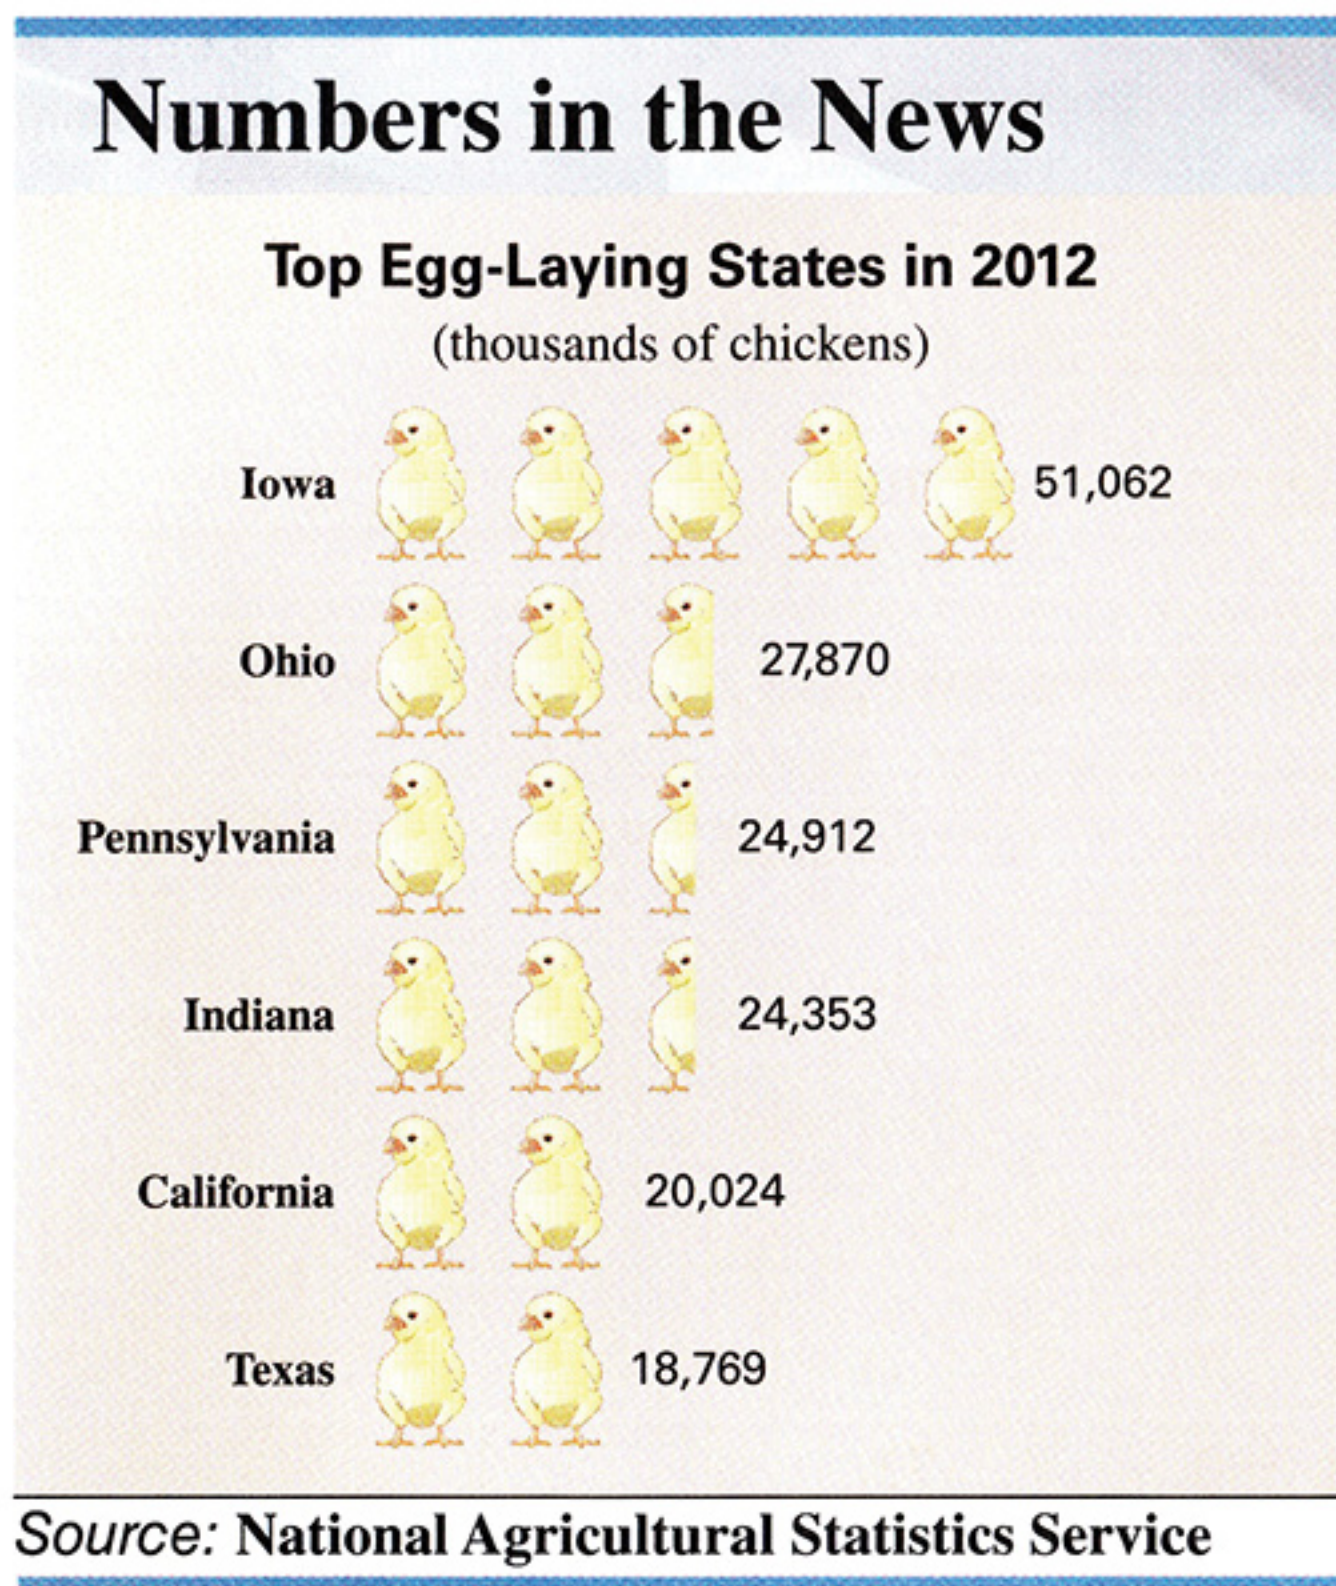 Numbers in the News
Top Egg-Laying States in 2012
(thousands of chickens)
Iowa 51,062
Ohio 27,870
Pennsylvania 24,912
Indiana 24,353
California 20,024
Texas 18,769
Source: National Agricultural Statistics Service